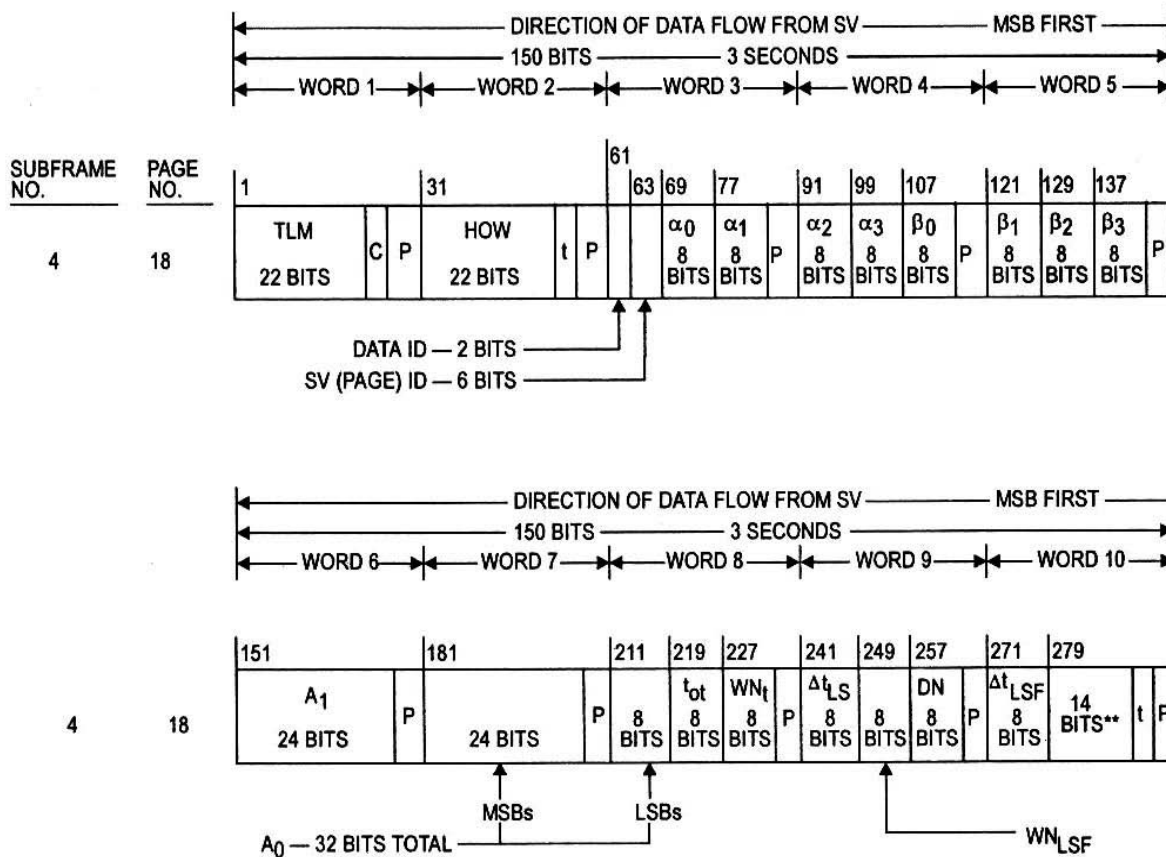 DIRECTION OF DATA FLOW FROM SV MSB FIRST
150 BITS 3 SECONDS
WORD 1 WORD 2 WORD 3 WORD 4 WORD 5
SUBFRAME NO. PAGE NO.
1 31 61 63 69 77 91 99 107 121 129 137
4 18
TLM 22 BITS C P HOW 22 BITS t P α0 8 BITS α1 8 BITS P α2 8 BITS α3 8 BITS β0 8 BITS P β1 8 BITS β2 8 BITS β3 8 BITS P
DATA ID — 2 BITS
SV (PAGE) ID — 6 BITS
DIRECTION OF DATA FLOW FROM SV MSB FIRST
150 BITS 3 SECONDS
WORD 6 WORD 7 WORD 8 WORD 9 WORD 10
151 181 211 219 227 241 249 257 271 279
4 18
A1 24 BITS P 24 BITS P 8 BITS tot 8 BITS WNt 8 BITS P ΔtLS 8 BITS 8 BITS DN 8 BITS P ΔtLSF 8 BITS 14 BITS** t P
MSBs LSBs
A0 — 32 BITS TOTAL
WNLSF